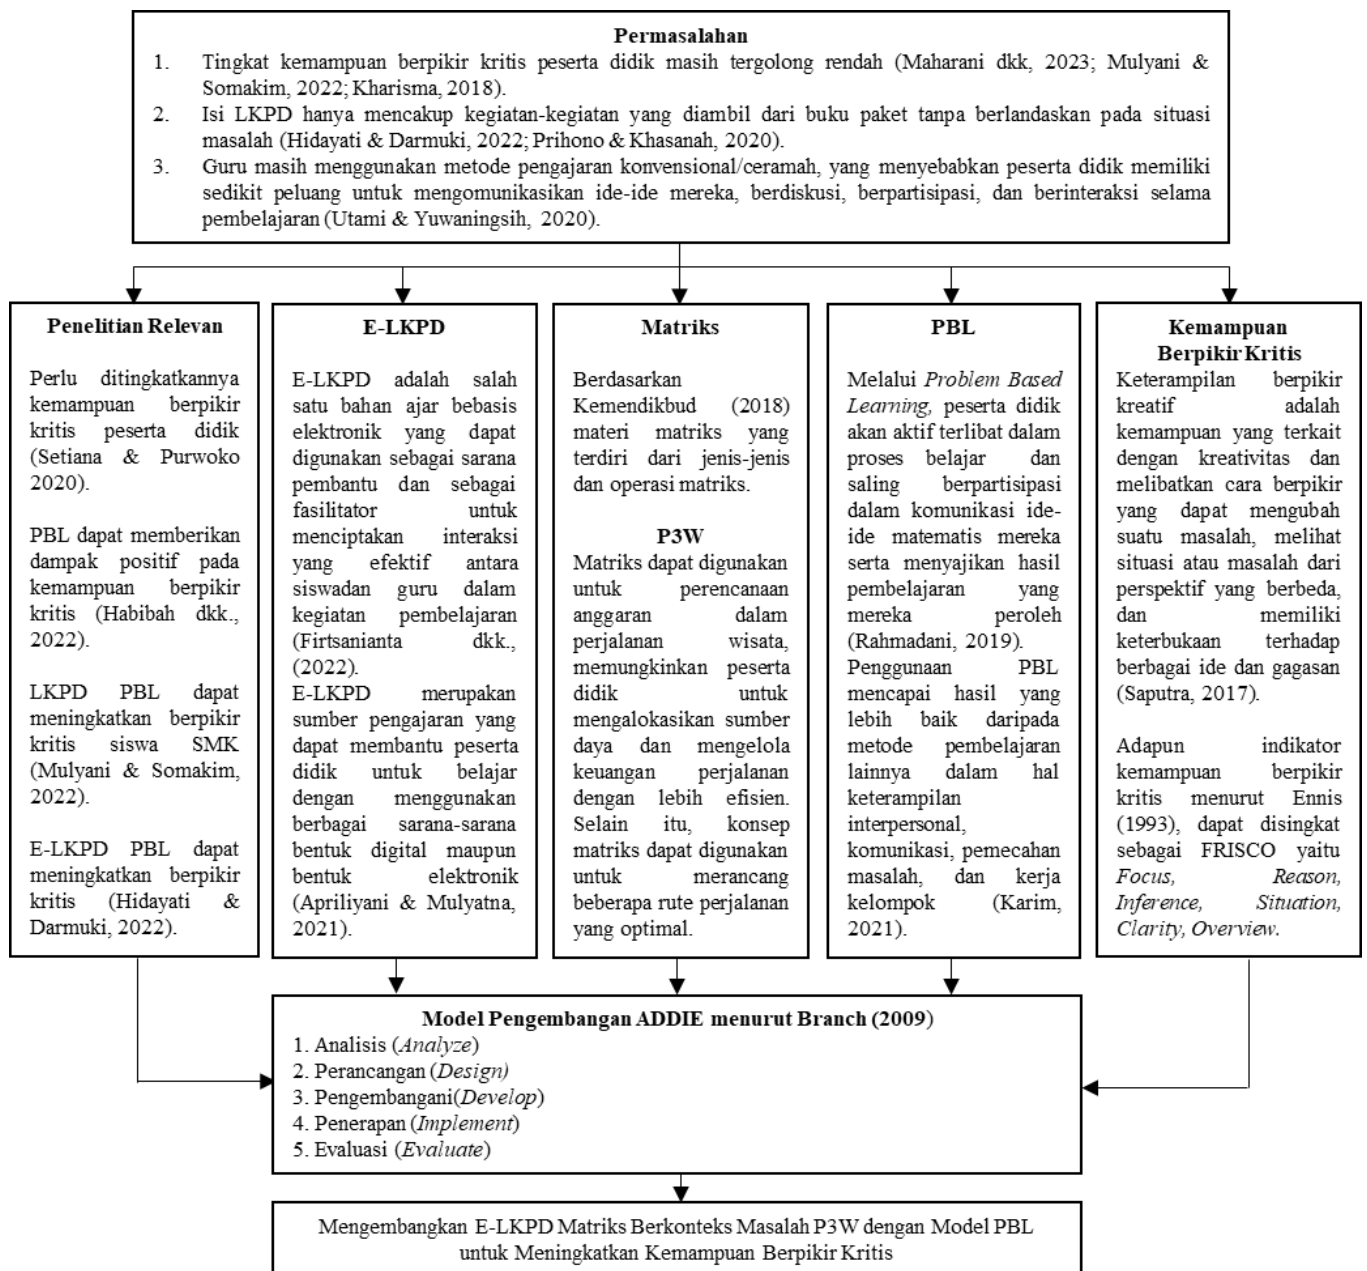 Permasalahan
1. Tingkat kemampuan berpikir kritis peserta didik masih tergolong rendah (Maharani dkk, 2023; Mulyani &
Somakim, 2022; Kharisma, 2018).
2. Isi LKPD hanya mencakup kegiatan-kegiatan yang diambil dari buku paket tanpa berlandaskan pada situasi
masalah (Hidayati & Darmuki, 2022; Prihono & Khasanah, 2020).
3. Guru masih menggunakan metode pengajaran konvensional/ceramah, yang menyebabkan peserta didik memiliki
sedikit peluang untuk mengomunikasikan ide-ide mereka, berdiskusi, berpartisipasi, dan berinteraksi selama
pembelajaran (Utami & Yuwaningsih, 2020).
Penelitian Relevan
Perlu ditingkatkannya
kemampuan berpikir
kritis peserta didik
(Setiana & Purwoko
2020).
PBL dapat memberikan
dampak positif pada
kemampuan berpikir
kritis (Habibah dkk.,
2022).
LKPD PBL dapat
meningkatkan berpikir
kritis siswa SMK
(Mulyani & Somakim,
2022).
E-LKPD PBL dapat
meningkatkan berpikir
kritis (Hidayati &
Darmuki, 2022).
E-LKPD
E-LKPD adalah salah
satu bahan ajar bebasis
elektronik yang dapat
digunakan sebagai sarana
pembantu dan sebagai
fasilitator untuk
menciptakan interaksi
yang efektif antara
siswadan guru dalam
kegiatan pembelajaran
(Firtsanianta dkk.,
(2022).
E-LKPD merupakan
sumber pengajaran yang
dapat membantu peserta
didik untuk belajar
dengan menggunakan
berbagai sarana-sarana
bentuk digital maupun
bentuk elektronik
(Apriliyani & Mulyatna,
2021).
Matriks
Berdasarkan
Kemendikbud (2018)
materi matriks yang
terdiri dari jenis-jenis
dan operasi matriks.
P3W
Matriks dapat digunakan
untuk perencanaan
anggaran dalam
perjalanan wisata,
memungkinkan peserta
didik untuk
mengalokasikan sumber
daya dan mengelola
keuangan perjalanan
dengan lebih efisien.
Selain itu, konsep
matriks dapat digunakan
untuk merancang
beberapa rute perjalanan
yang optimal.
PBL
Melalui Problem Based
Learning, peserta didik
akan aktif terlibat dalam
proses belajar dan
saling berpartisipasi
dalam komunikasi ide-
ide matematis mereka
serta menyajikan hasil
pembelajaran yang
mereka peroleh
(Rahmadani, 2019).
Penggunaan PBL
mencapai hasil yang
lebih baik daripada
metode pembelajaran
lainnya dalam hal
keterampilan
interpersonal,
komunikasi, pemecahan
masalah, dan kerja
kelompok (Karim,
2021).
Kemampuan
Berpikir Kritis
Keterampilan berpikir
kreatif adalah
kemampuan yang terkait
dengan kreativitas dan
melibatkan cara berpikir
yang dapat mengubah
suatu masalah, melihat
situasi atau masalah dari
perspektif yang berbeda,
dan memiliki
keterbukaan terhadap
berbagai ide dan gagasan
(Saputra, 2017).
Adapun indikator
kemampuan berpikir
kritis menurut Ennis
(1993), dapat disingkat
sebagai FRISCO yaitu
Focus, Reason,
Inference, Situation,
Clarity, Overview.
Model Pengembangan ADDIE menurut Branch (2009)
1. Analisis (Analyze)
2. Perancangan (Design)
3. Pengembangani(Develop)
4. Penerapan (Implement)
5. Evaluasi (Evaluate)
Mengembangkan E-LKPD Matriks Berkonteks Masalah P3W dengan Model PBL
untuk Meningkatkan Kemampuan Berpikir Kritis